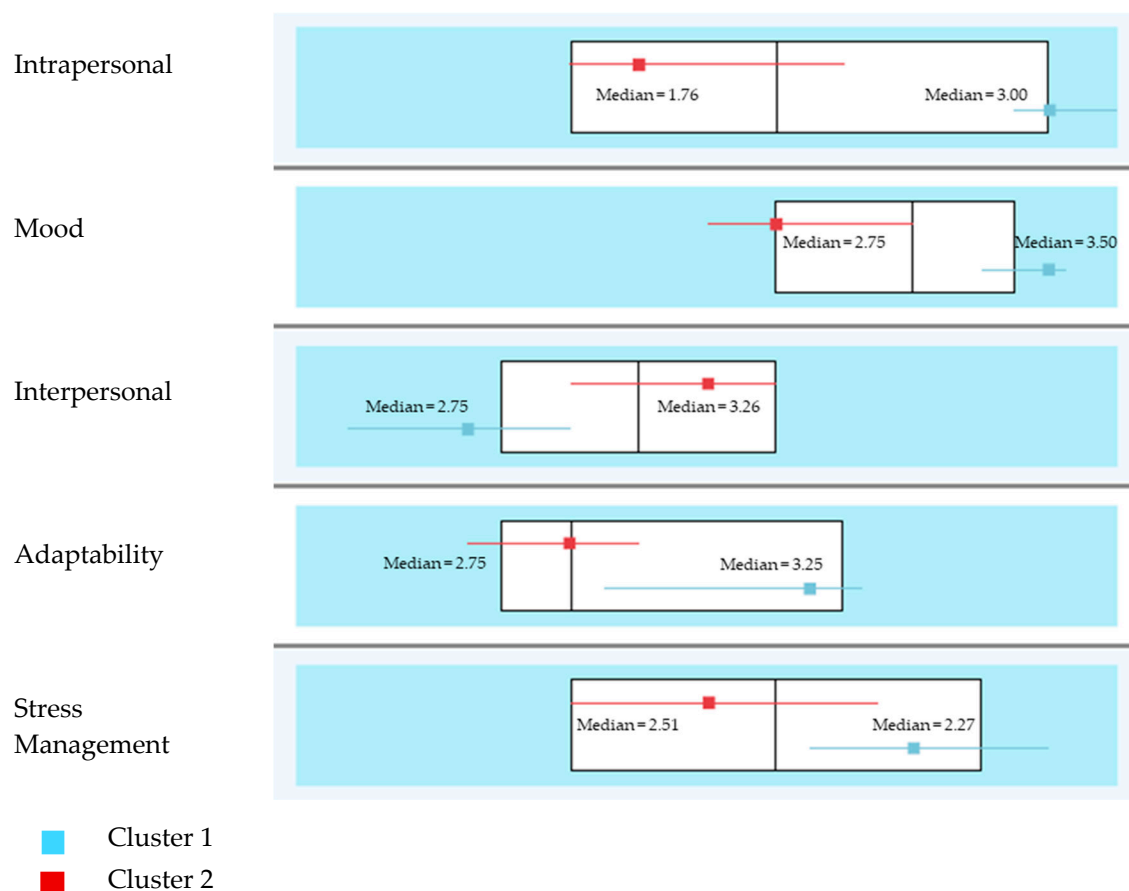 Intrapersonal
Median = 1.76
Median = 3.00
Mood
Median = 2.75
Median = 3.50
Interpersonal
Median = 2.75
Median = 3.26
Adaptability
Median = 2.75
Median = 3.25
Stress
Management
Median = 2.51
Median = 2.27
Cluster 1
Cluster 2